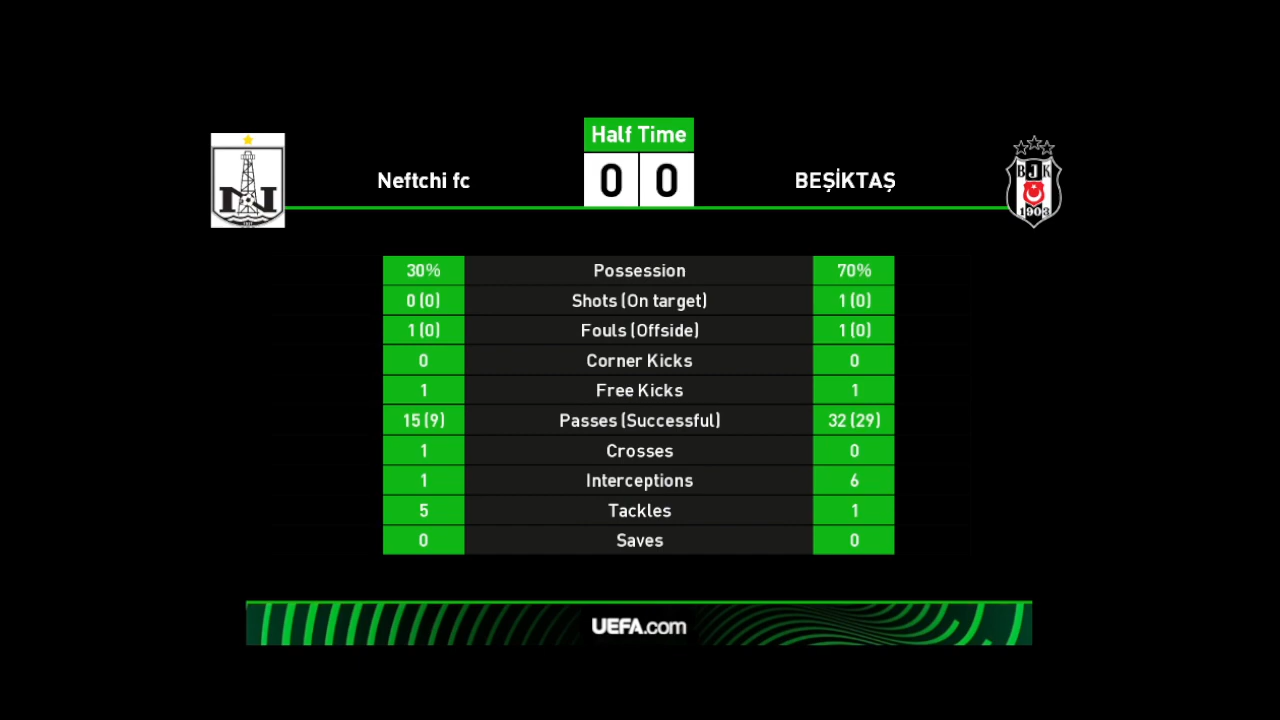 Half Time
Neftchi fc 0 0 BEŞİKTAŞ
N
BJK
1903
30% Possession 70%
0 (0) Shots (On target) 1 (0)
1 (0) Fouls (Offside) 1 (0)
0 Corner Kicks 0
1 Free Kicks 1
15 (9) Passes (Successful) 32 (29)
1 Crosses 0
1 Interceptions 6
5 Tackles 1
0 Saves 0
UEFA.com